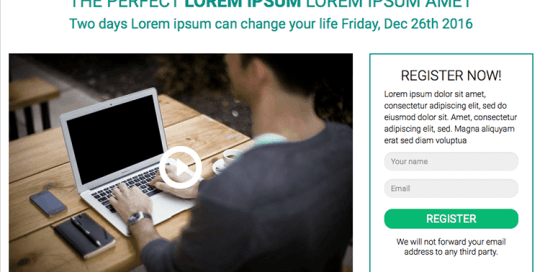 THE PERFECT LOREM IPSUM LOREM IPSUM AMET
Two days Lorem ipsum can change your life Friday, Dec 26th 2016
REGISTER NOW!
Lorem ipsum dolor sit amet,
consectetur adipiscing elit, sed do
eiusmod dolor sit. Amet, consectetur
adipiscing elit, sed. Magna aliquyam
erat sed diam voluptua
Your name
Email
REGISTER
We will not forward your email
address to any third party.